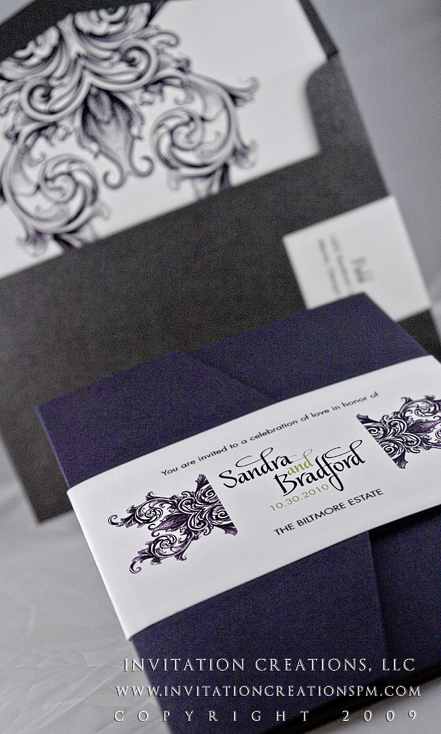 You are invited to a celebration of love in honor of
Sandra
and
Bradford
10.30.2010
THE BILTMORE ESTATE
INVITATION CREATIONS, LLC
WWW.INVITATIONCREATIONSPM.COM
COPYRIGHT 2009